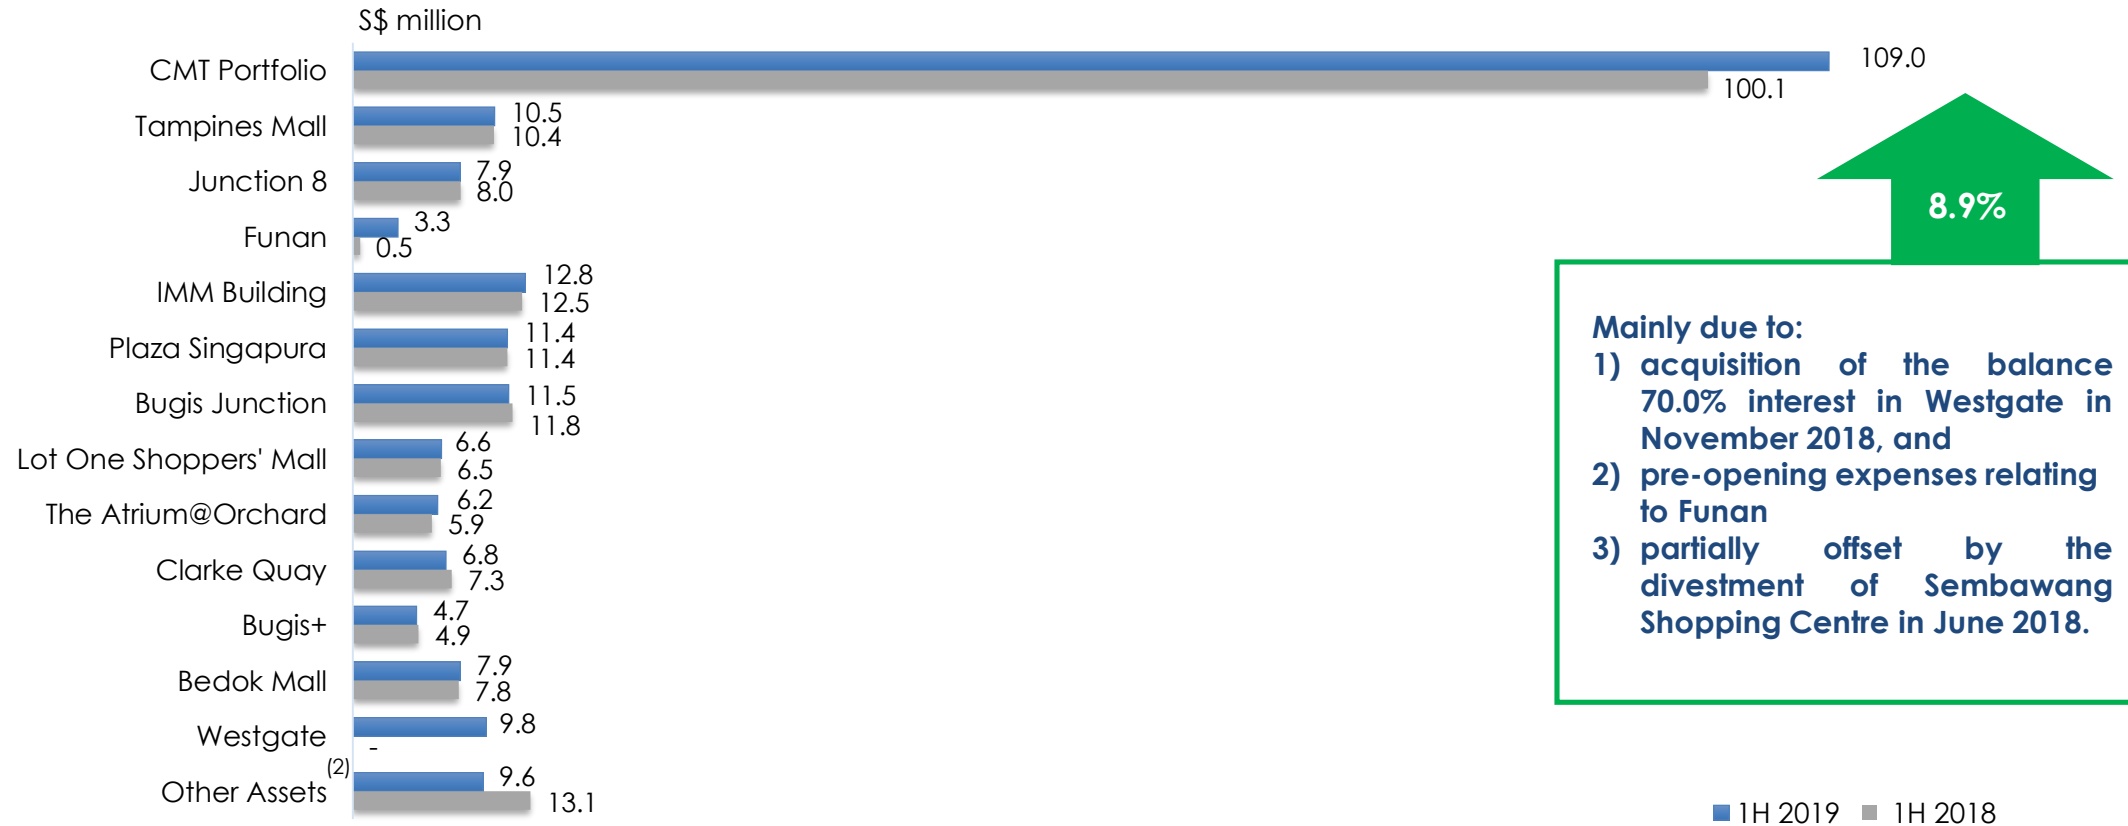 S$ million
CMT Portfolio
109.0
100.1
Tampines Mall
10.5
10.4
Junction 8
7.9
8.0
Funan
3.3
0.5
IMM Building
12.8
12.5
Plaza Singapura
11.4
11.4
Bugis Junction
11.5
11.8
Lot One Shoppers' Mall
6.6
6.5
The Atrium@Orchard
6.2
5.9
Clarke Quay
6.8
7.3
Bugis+
4.7
4.9
Bedok Mall
7.9
7.8
Westgate
9.8
-
Other Assets (2)
9.6
13.1
8.9%
Mainly due to:
1) acquisition of the balance
70.0% interest in Westgate in
November 2018, and
2) pre-opening expenses relating
to Funan
3) partially offset by the
divestment of Sembawang
Shopping Centre in June 2018.
1H 2019 1H 2018